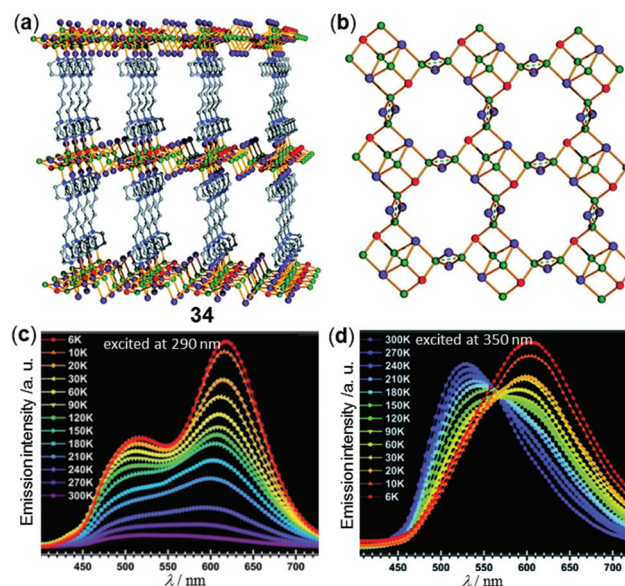 (a)
(b)
34
(c)
excited at 290 nm
6K
10K
20K
30K
60K
90K
120K
150K
180K
210K
240K
270K
300K
Emission intensity /a. u.
450 500 550 600 650 700
λ / nm
(d)
excited at 350 nm
300K
270K
240K
210K
180K
150K
120K
90K
60K
30K
20K
10K
6K
Emission intensity /a. u.
450 500 550 600 650 700
λ / nm